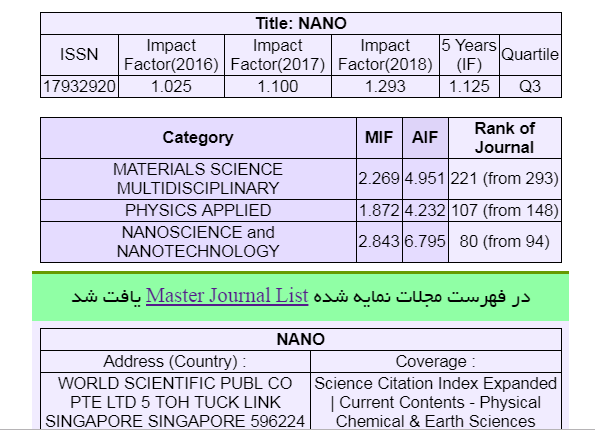 Title: NANO
ISSN Impact Factor(2016) Impact Factor(2017) Impact Factor(2018) 5 Years (IF) Quartile
17932920 1.025 1.100 1.293 1.125 Q3
Category MIF AIF Rank of Journal
MATERIALS SCIENCE MULTIDISCIPLINARY 2.269 4.951 221 (from 293)
PHYSICS APPLIED 1.872 4.232 107 (from 148)
NANOSCIENCE and NANOTECHNOLOGY 2.843 6.795 80 (from 94)
در فهرست مجلات نمایه شده Master Journal List یافت شد
NANO
Address (Country) : Coverage :
WORLD SCIENTIFIC PUBL CO Science Citation Index Expanded
PTE LTD 5 TOH TUCK LINK | Current Contents - Physical
SINGAPORE SINGAPORE 596224 Chemical & Earth Sciences